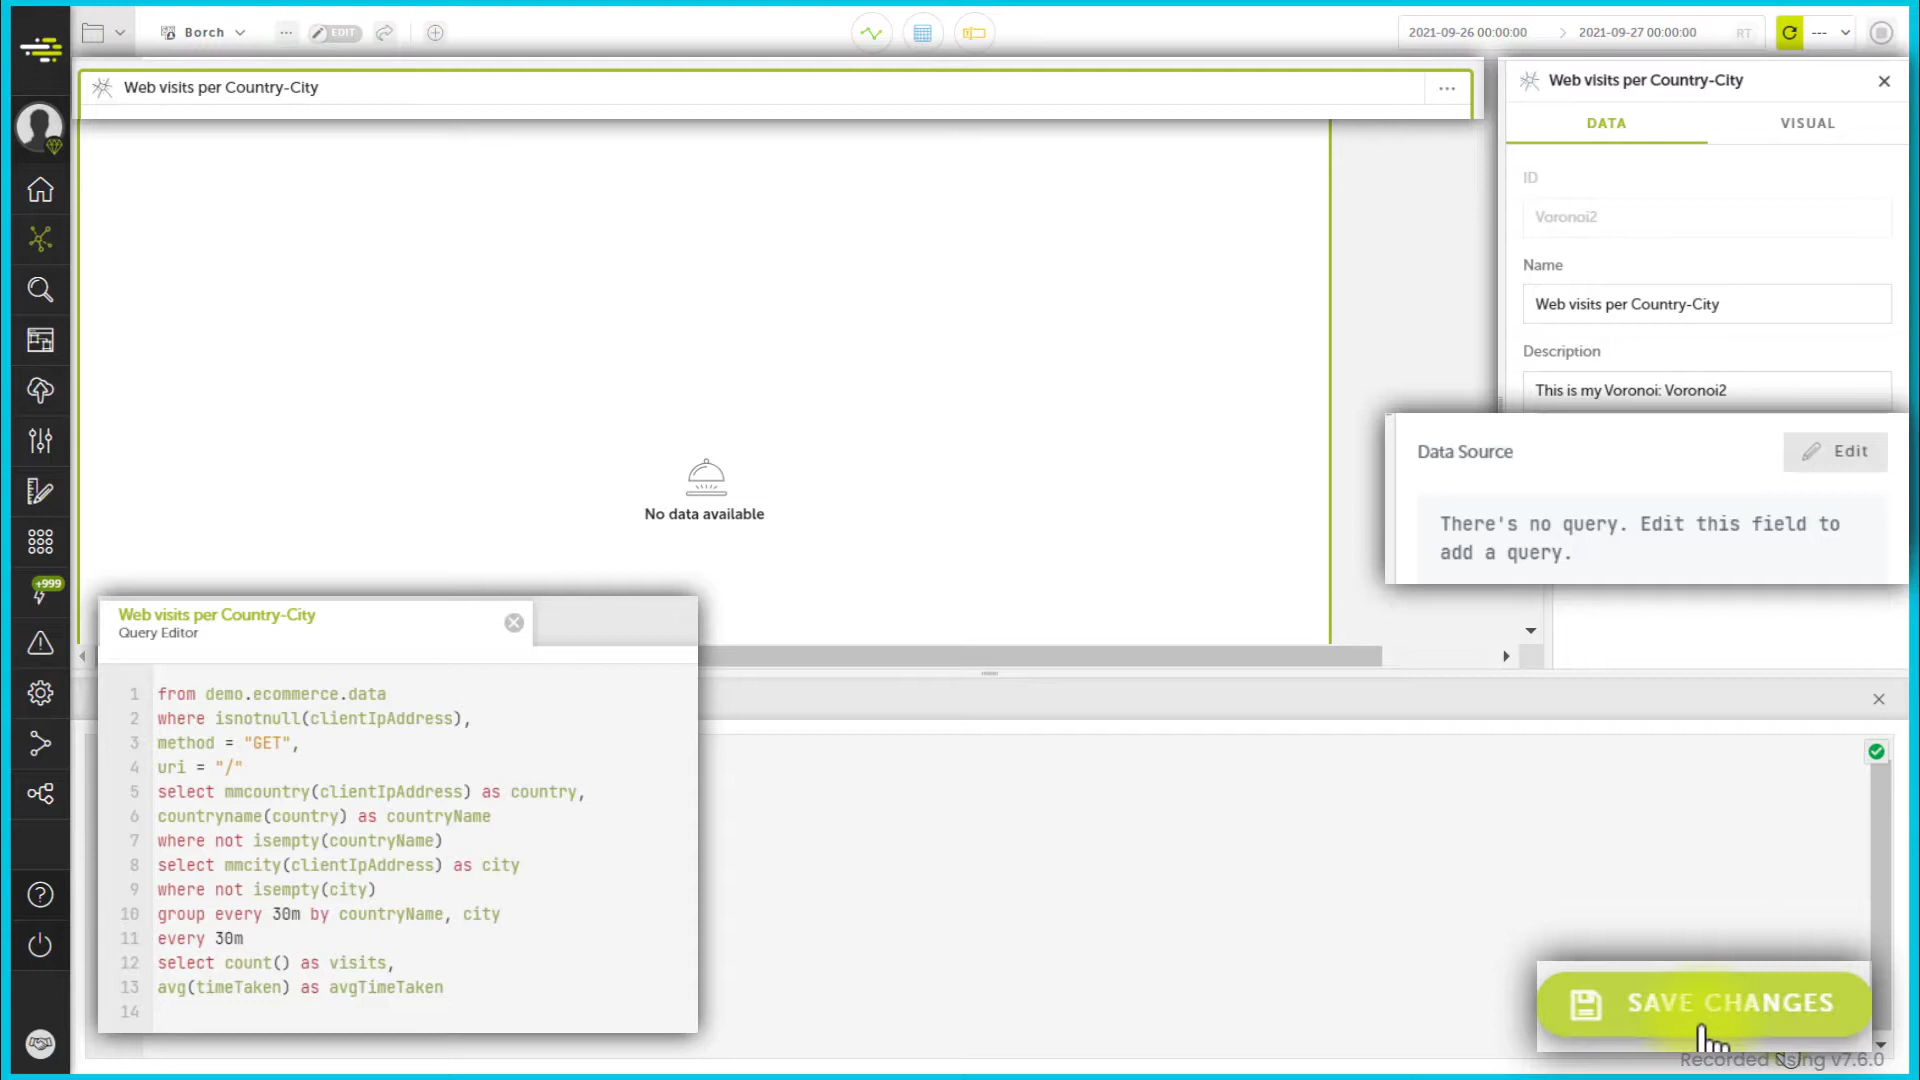 Borch
EDIT
2021-09-26 00:00:00
2021-09-27 00:00:00
RT
---
Web visits per Country-City
...
Web visits per Country-City
DATA
VISUAL
ID
Voronoi2
Name
Web visits per Country-City
Description
This is my Voronoi: Voronoi2
Data Source
Edit
There's no query. Edit this field to
add a query.
No data available
+999
Web visits per Country-City
Query Editor
1 from demo.ecommerce.data
2 where isnotnull(clientIpAddress),
3 method = "GET",
4 uri = "/"
5 select mmcountry(clientIpAddress) as country,
6 countryname(country) as countryName
7 where not isempty(countryName)
8 select mmcity(clientIpAddress) as city
9 where not isempty(city)
10 group every 30m by countryName, city
11 every 30m
12 select count() as visits,
13 avg(timeTaken) as avgTimeTaken
14
SAVE CHANGES
Recorded Using v7.6.0